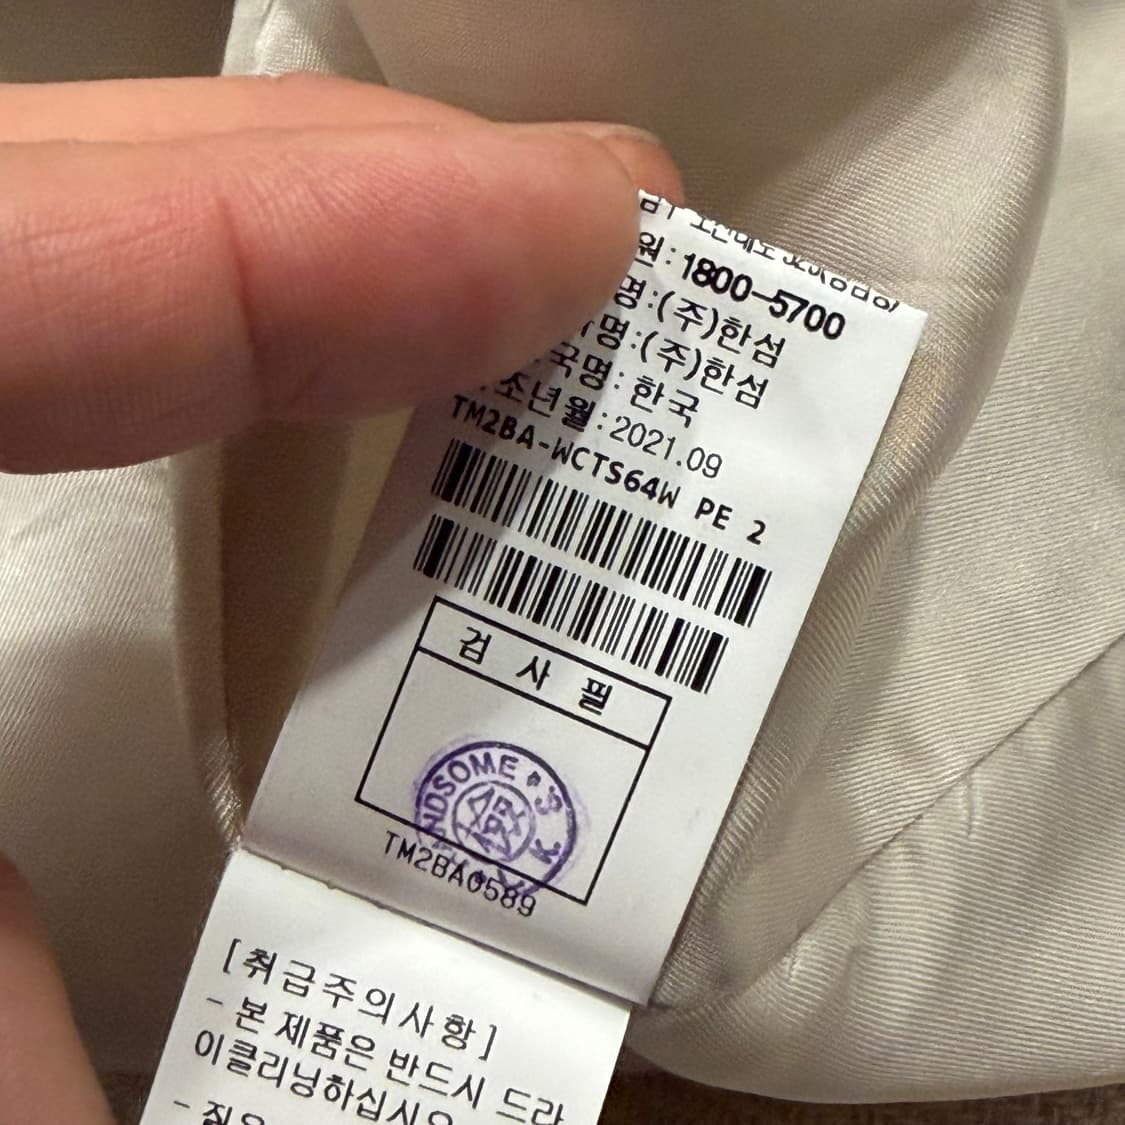 원:1800-5700
명:(주)한섬
명:(주)한섬
국명:한국
조년월:2021.09
TM2BA-WCTS64W PE 2
검 사 필
NDSOME S K
TM2BA0589
[취급주의사항]
- 본 제품은 반드시 드라
이클리닝하십시오